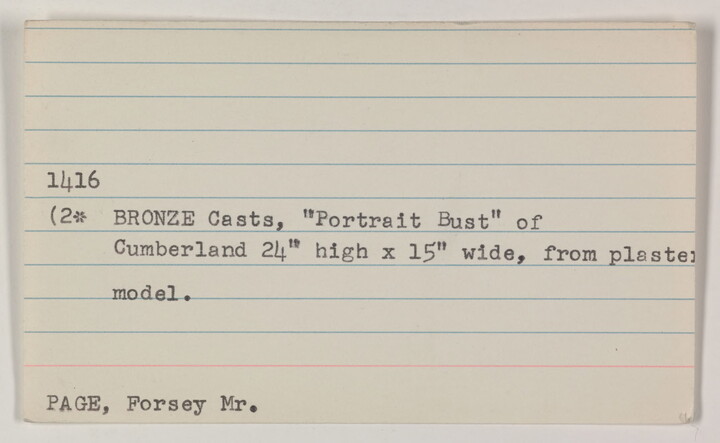 1416
(2* BRONZE Casts, "Portrait Bust" of
Cumberland 24" high x 15" wide, from plaster
model.
PAGE, Forsey Mr.